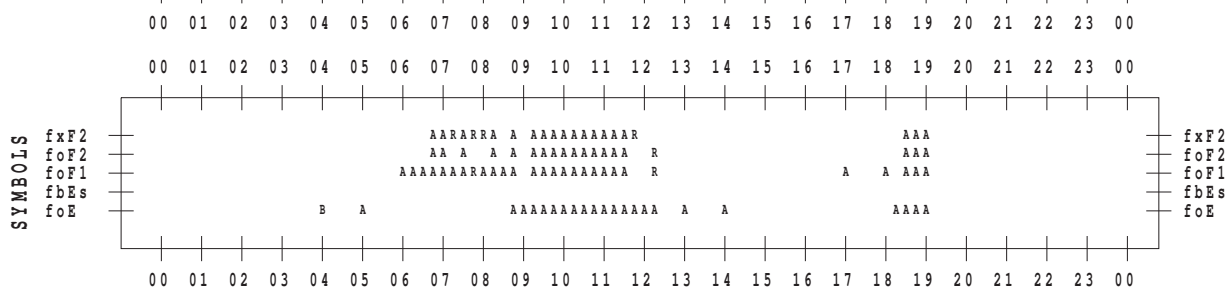 00 01 02 03 04 05 06 07 08 09 10 11 12 13 14 15 16 17 18 19 20 21 22 23 00
00 01 02 03 04 05 06 07 08 09 10 11 12 13 14 15 16 17 18 19 20 21 22 23 00
SYMBOLS
fxF2 AARARRA A AAAAAAAAAAR AAA fxF2
foF2 AA A A A AAAAAAAAAA R AAA foF2
foF1 AAAAAAARAAAA AAAAAAAAAA R A A AAA foF1
fbEs fbEs
foE B A AAAAAAAAAAAAAAA A A AAAA foE
00 01 02 03 04 05 06 07 08 09 10 11 12 13 14 15 16 17 18 19 20 21 22 23 00